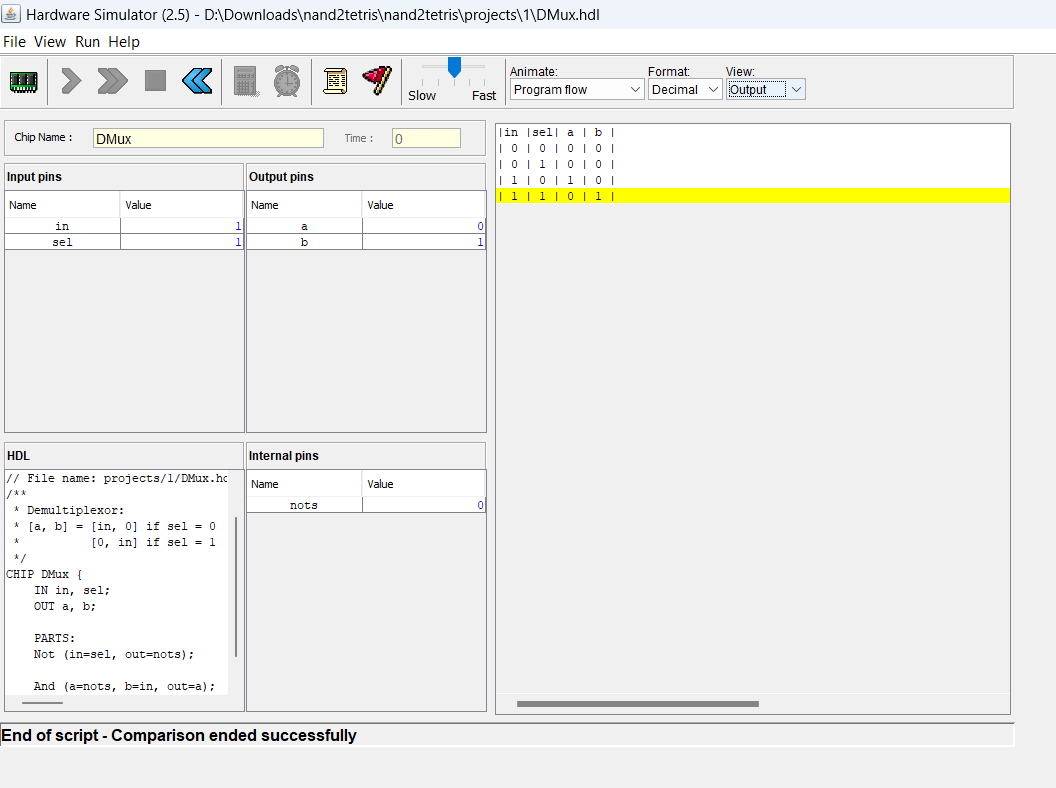 Hardware Simulator (2.5) - D:\Downloads\nand2tetris\nand2tetris\projects\1\DMux.hdl
File View Run Help
Slow Fast
Animate: Format: View:
Program flow Decimal Output
Chip Name : DMux Time : 0
Input pins
Name Value
in 1
sel 1
Output pins
Name Value
a 0
b 1
|in |sel| a | b |
| 0 | 0 | 0 | 0 |
| 0 | 1 | 0 | 0 |
| 1 | 0 | 1 | 0 |
| 1 | 1 | 0 | 1 |
HDL
// File name: projects/1/DMux.hd
/**
* Demultiplexor:
* [a, b] = [in, 0] if sel = 0
* [0, in] if sel = 1
*/
CHIP DMux {
IN in, sel;
OUT a, b;
PARTS:
Not (in=sel, out=nots);
And (a=nots, b=in, out=a);
Internal pins
Name Value
nots 0
End of script - Comparison ended successfully